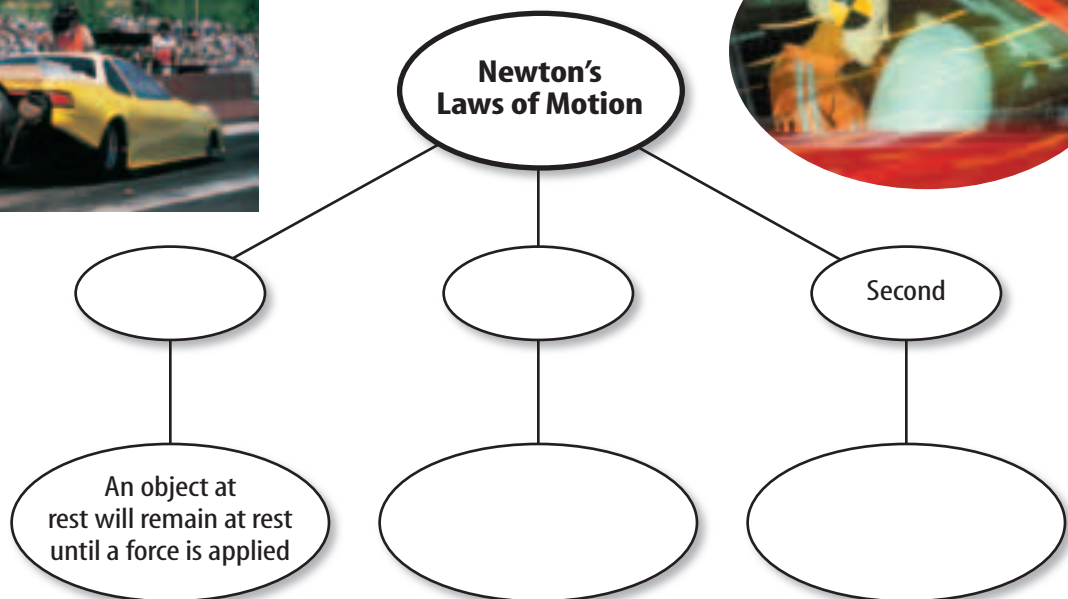 Newton’s
Laws of Motion
Second
An object at
rest will remain at rest
until a force is applied